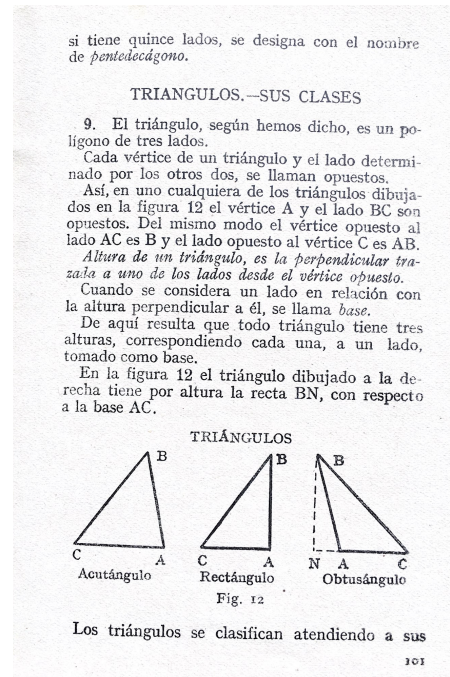 si tiene quince lados, se designa con el nombre
de pentedecágono.
TRIANGULOS.—SUS CLASES
9. El triángulo, según hemos dicho, es un po-
lígono de tres lados.
Cada vértice de un triángulo y el lado determi-
nado por los otros dos, se llaman opuestos.
Así, en uno cualquiera de los triángulos dibuja-
dos en la figura 12 el vértice A y el lado BC son
opuestos. Del mismo modo el vértice opuesto al
lado AC es B y el lado opuesto al vértice C es AB.
Altura de un triángulo, es la perpendicular tra-
zada a uno de los lados desde el vértice opuesto.
Cuando se considera un lado en relación con
la altura perpendicular a él, se llama base.
De aquí resulta que todo triángulo tiene tres
alturas, correspondiendo cada una, a un lado,
tomado como base.
En la figura 12 el triángulo dibujado a la de-
recha tiene por altura la recta BN, con respecto
a la base AC.
TRIÁNGULOS
B B B
C A C A N A C
Acutángulo Rectángulo Obtusángulo
Fig. 12
Los triángulos se clasifican atendiendo a sus
101